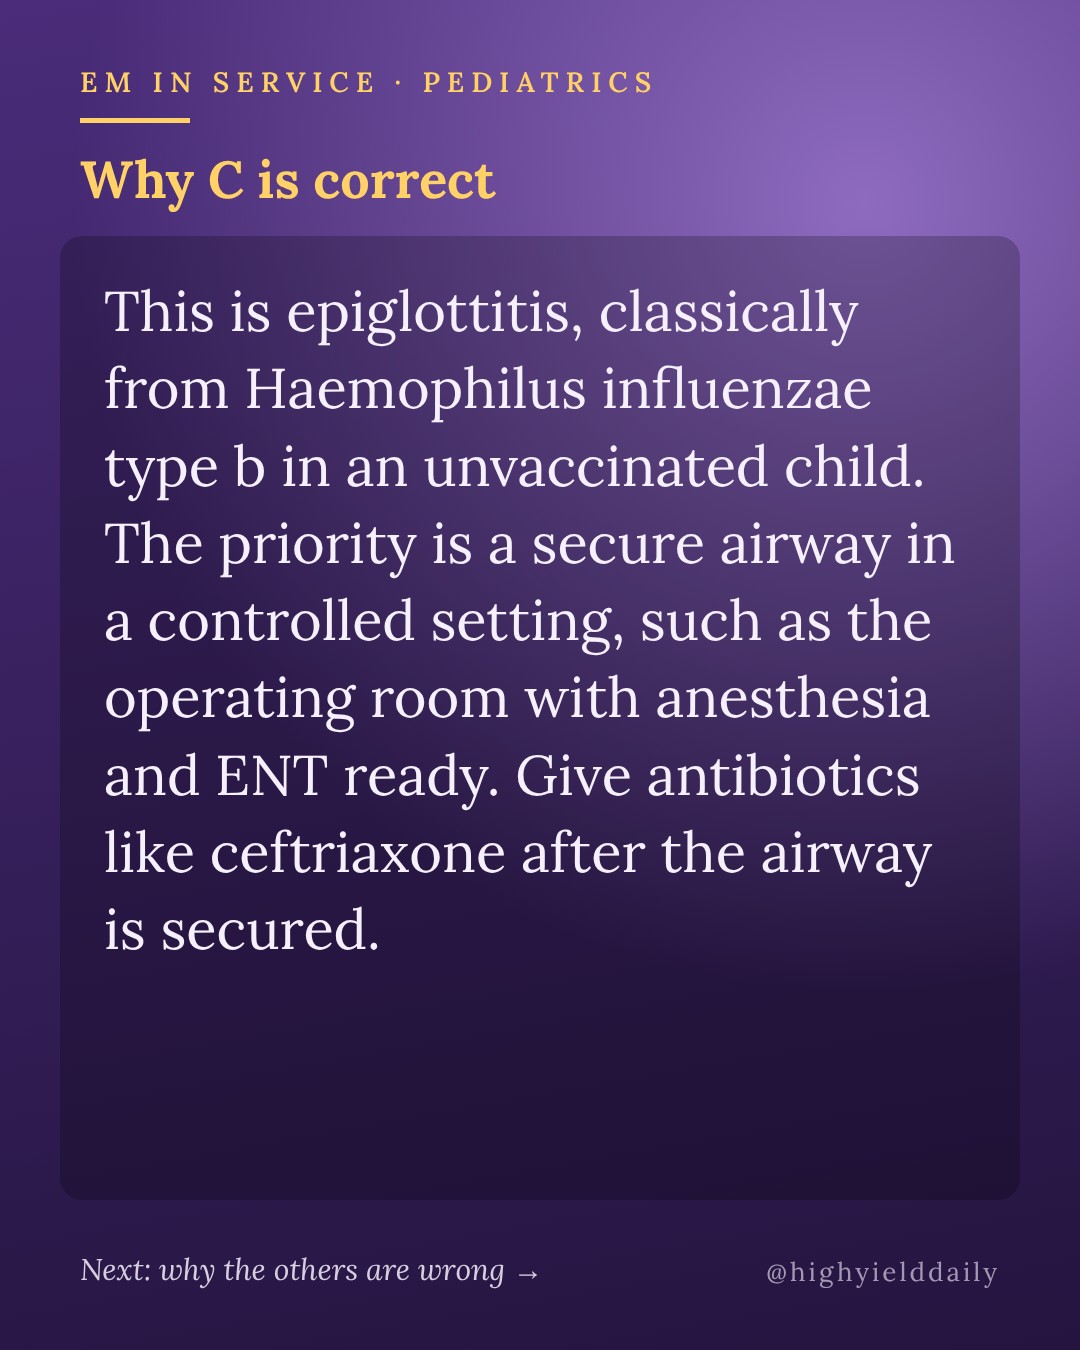 EM IN SERVICE · PEDIATRICS
Why C is correct
This is epiglottitis, classically
from Haemophilus influenzae
type b in an unvaccinated child.
The priority is a secure airway in
a controlled setting, such as the
operating room with anesthesia
and ENT ready. Give antibiotics
like ceftriaxone after the airway
is secured.
Next: why the others are wrong →
@highyielddaily